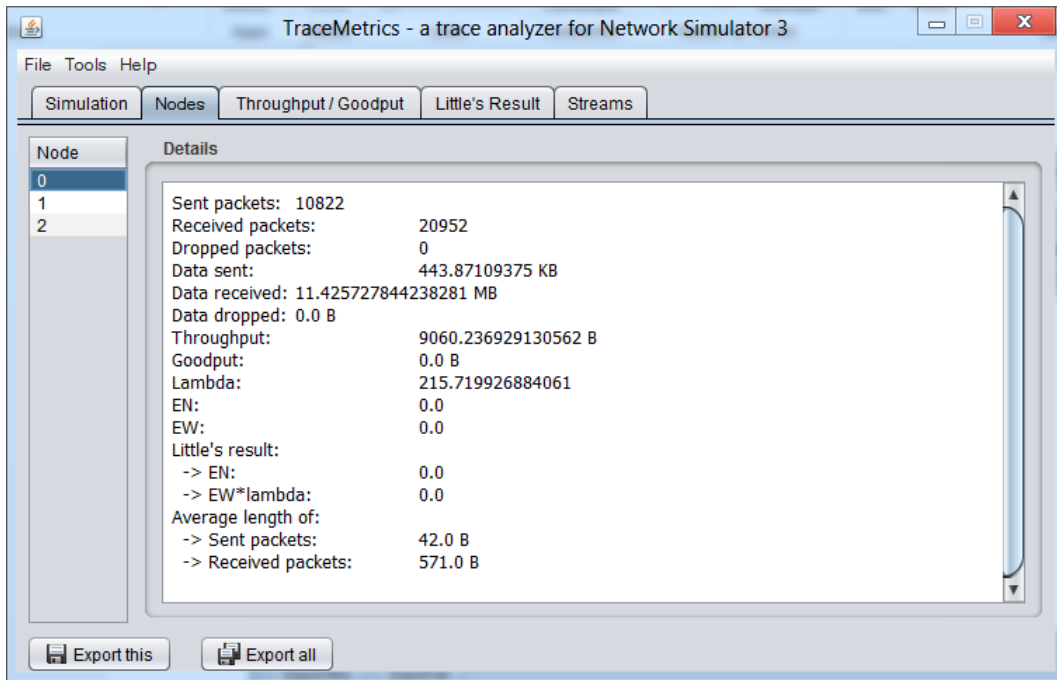 TraceMetrics - a trace analyzer for Network Simulator 3
File Tools Help
Simulation Nodes Throughput / Goodput Little's Result Streams
Node
0
1
2
Details
Sent packets: 10822
Received packets: 20952
Dropped packets: 0
Data sent: 443.87109375 KB
Data received: 11.425727844238281 MB
Data dropped: 0.0 B
Throughput: 9060.236929130562 B
Goodput: 0.0 B
Lambda: 215.719926884061
EN: 0.0
EW: 0.0
Little's result:
-> EN: 0.0
-> EW*lambda: 0.0
Average length of:
-> Sent packets: 42.0 B
-> Received packets: 571.0 B
Export this Export all